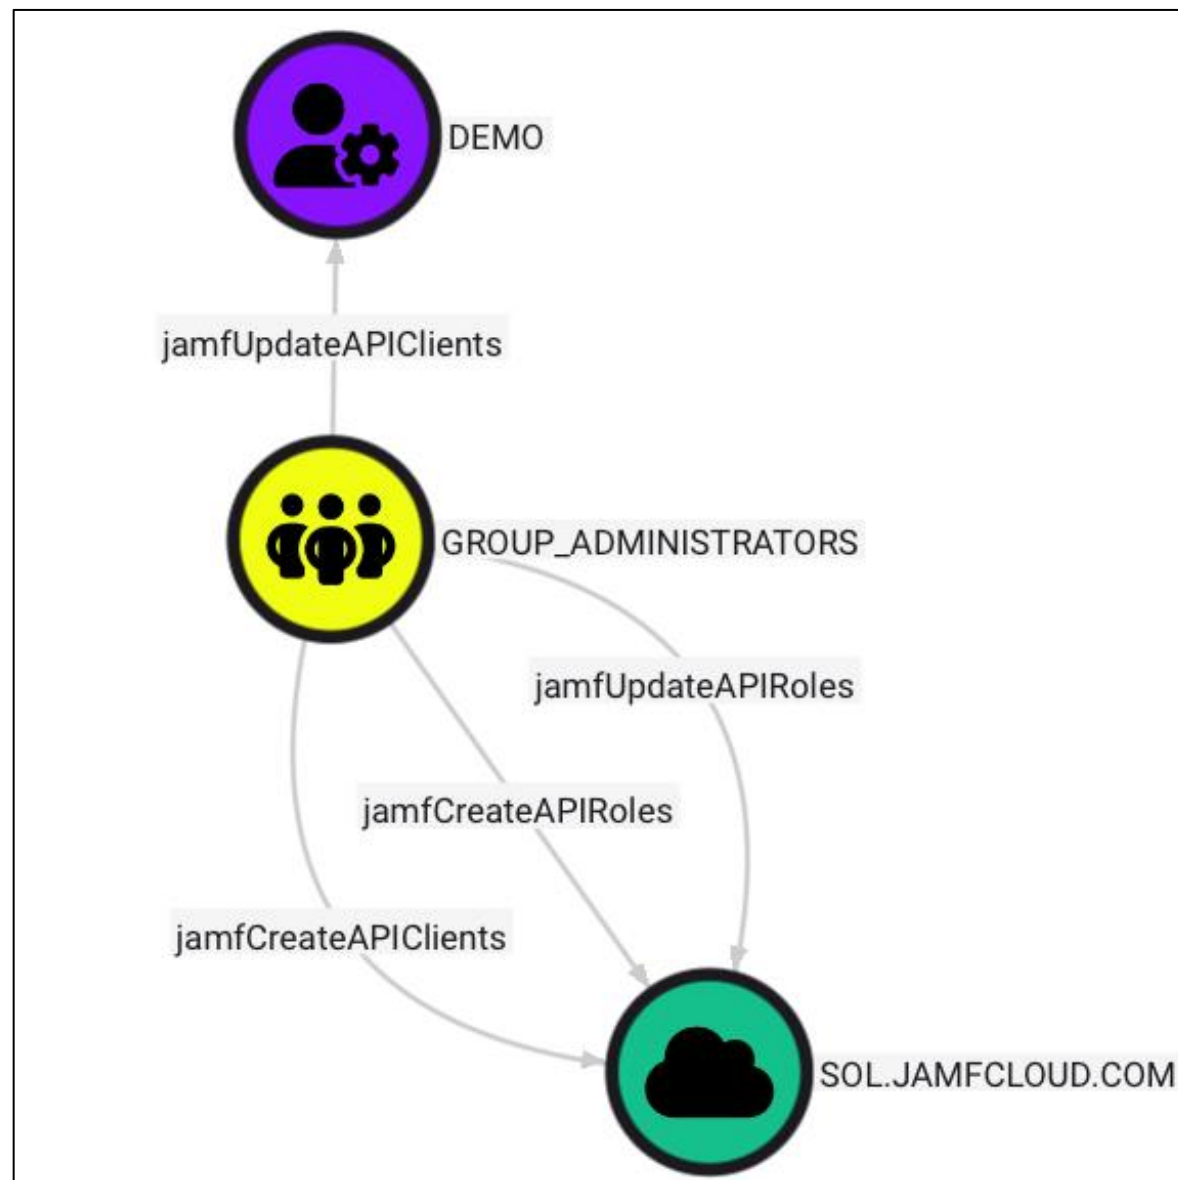 DEMO
jamfUpdateAPIClients
GROUP_ADMINISTRATORS
jamfUpdateAPIRoles
jamfCreateAPIRoles
jamfCreateAPIClients
SOL.JAMFCLOUD.COM